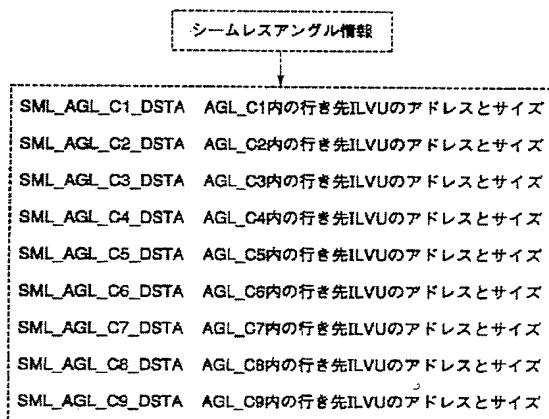 シームレスアングル情報
SML_AGL_C1_DSTA AGL_C1内の行き先ILVUのアドレスとサイズ
SML_AGL_C2_DSTA AGL_C2内の行き先ILVUのアドレスとサイズ
SML_AGL_C3_DSTA AGL_C3内の行き先ILVUのアドレスとサイズ
SML_AGL_C4_DSTA AGL_C4内の行き先ILVUのアドレスとサイズ
SML_AGL_C5_DSTA AGL_C5内の行き先ILVUのアドレスとサイズ
SML_AGL_C6_DSTA AGL_C6内の行き先ILVUのアドレスとサイズ
SML_AGL_C7_DSTA AGL_C7内の行き先ILVUのアドレスとサイズ
SML_AGL_C8_DSTA AGL_C8内の行き先ILVUのアドレスとサイズ
SML_AGL_C9_DSTA AGL_C9内の行き先ILVUのアドレスとサイズ